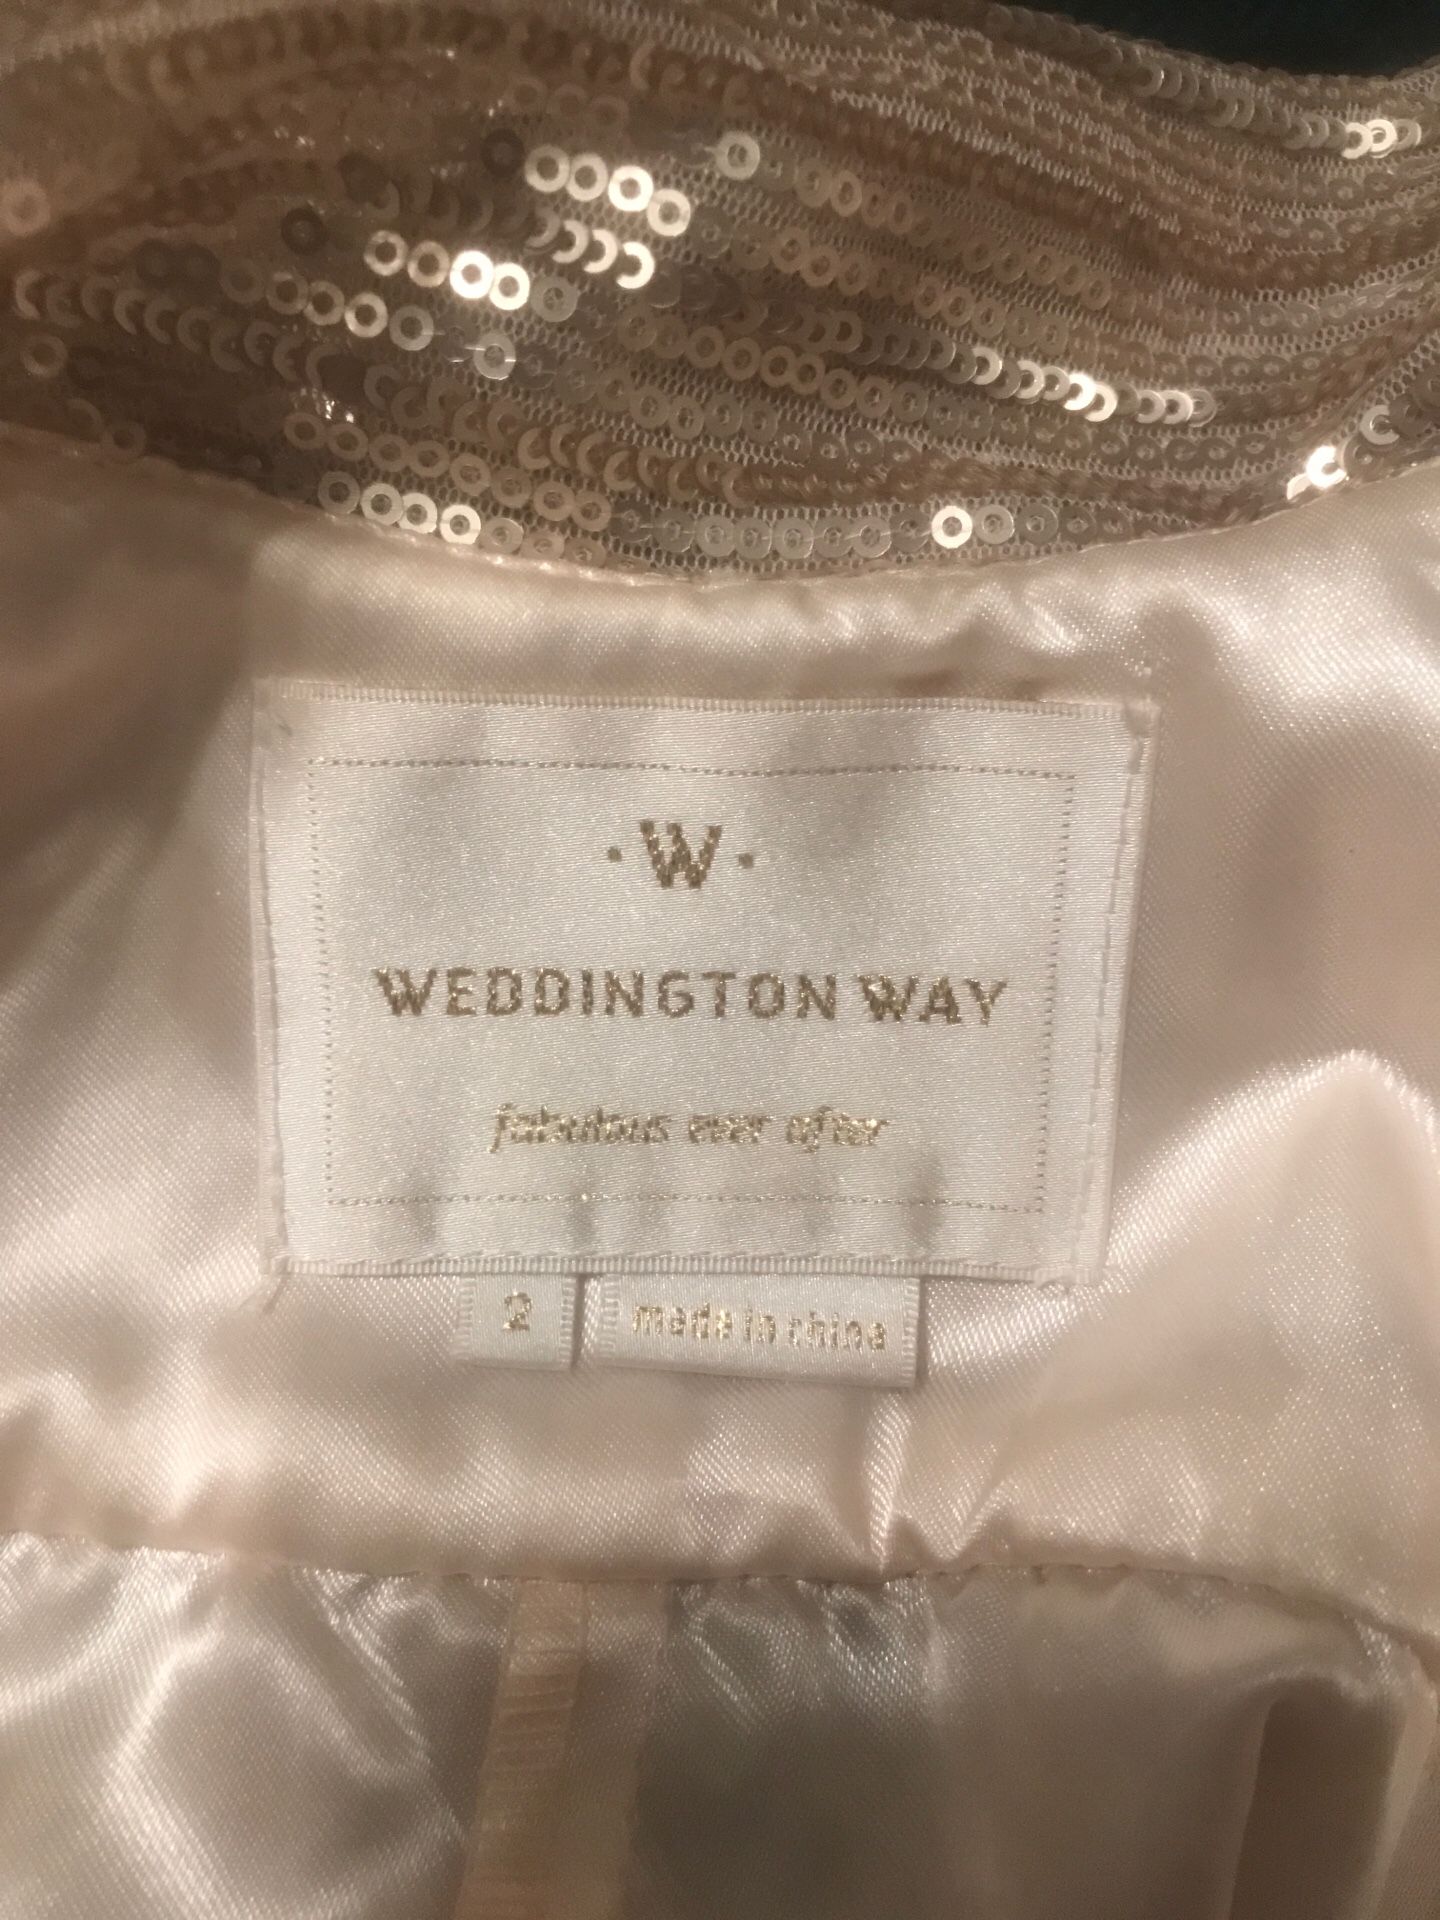 ·W·
WEDDINGTON WAY
fabulous ever after
2
made in china